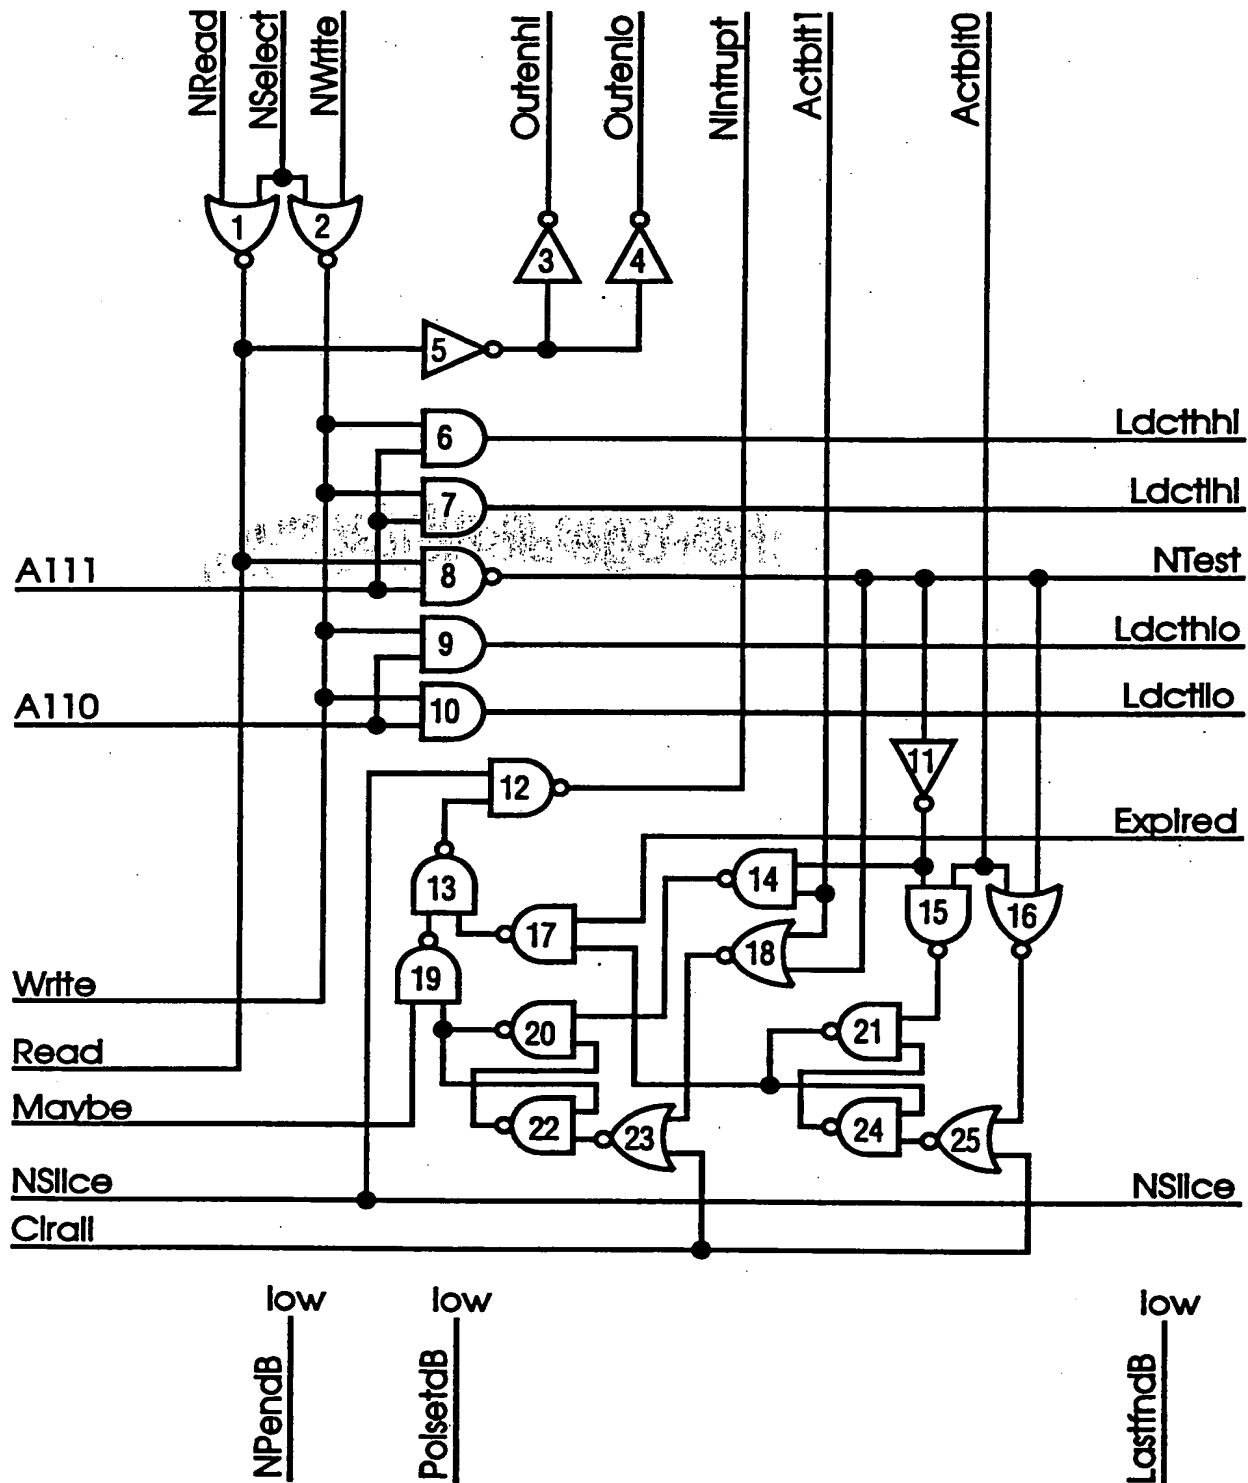 NRead
NSelect
NWrite
Outenhi
Outenlo
NIntrupt
Actbit1
Actbit0
1
2
3
4
5
6
Ldcthhi
7
Ldctlhi
A111
8
NTest
9
Ldcthlo
A110
10
Ldctllo
11
12
Expired
13
14
15
16
17
18
19
Write
20
21
Read
Maybe
22
23
24
25
NSlice
NSlice
Clrall
low
low
low
NPendB
PolsetdB
LastfndB